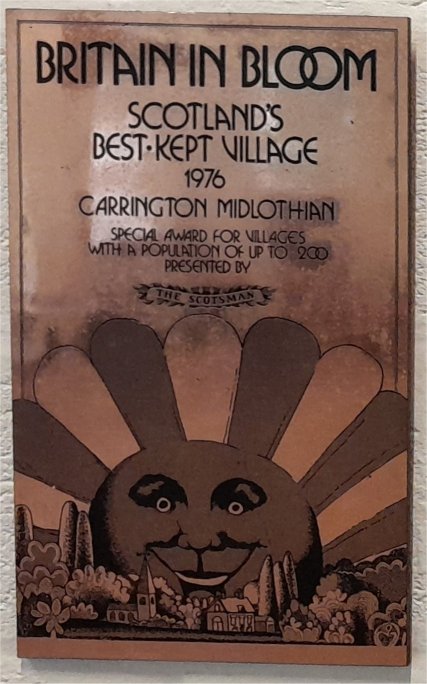 BRITAIN IN BLOOM
SCOTLAND'S
BEST·KEPT VILLAGE
1976
CARRINGTON MIDLOTHIAN
SPECIAL AWARD FOR VILLAGES
WITH A POPULATION OF UP TO 200
PRESENTED BY
THE SCOTSMAN